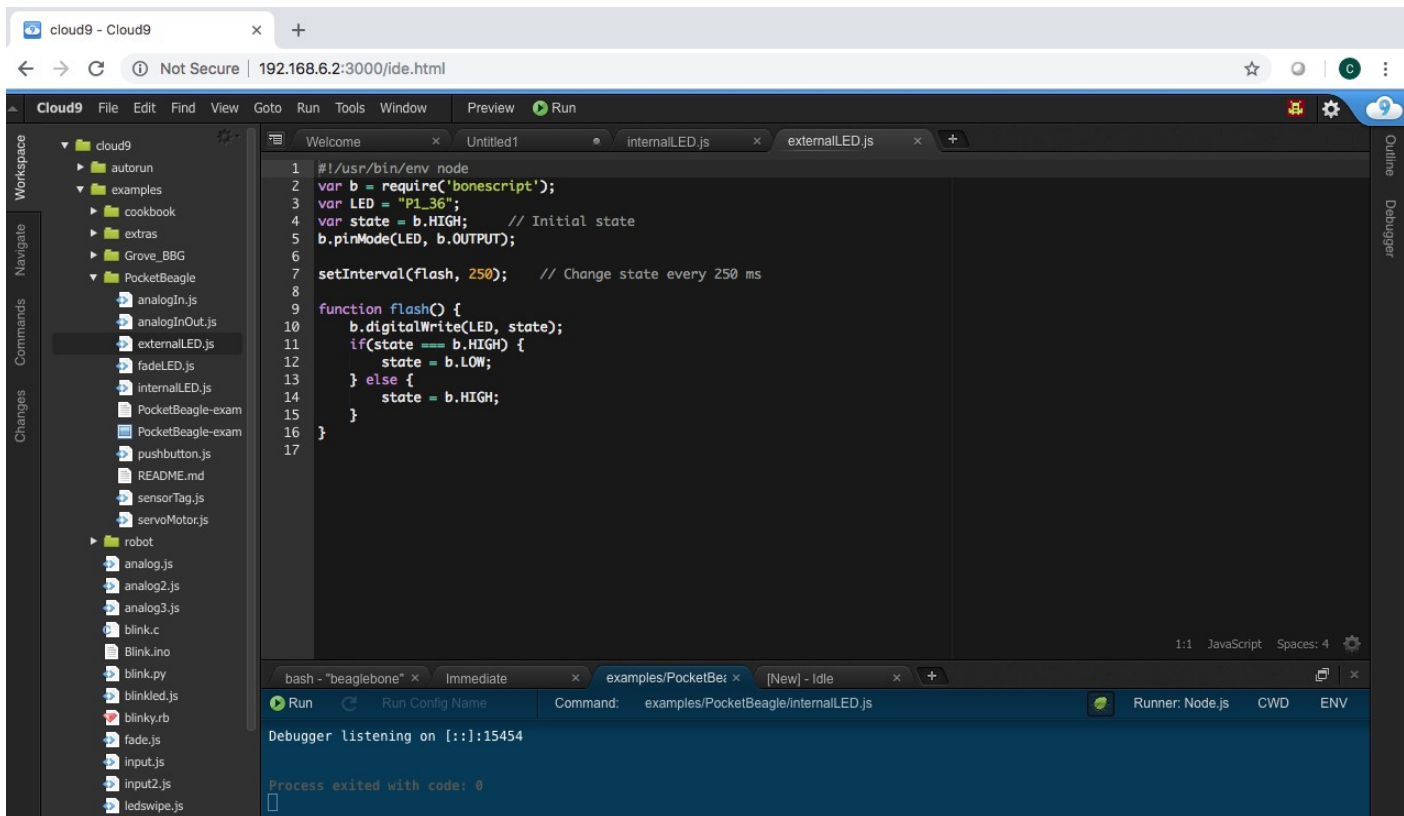 cloud9 - Cloud9
Not Secure 192.168.6.2:3000/ide.html
C
Cloud9 File Edit Find View Goto Run Tools Window Preview Run
9
Workspace
Navigate
Commands
Changes
cloud9
autorun
examples
cookbook
extras
Grove_BBG
PocketBeagle
analogIn.js
analogInOut.js
externalLED.js
fadeLED.js
internalLED.js
PocketBeagle-exam
PocketBeagle-exam
pushbutton.js
README.md
sensorTag.js
servoMotor.js
robot
analog.js
analog2.js
analog3.js
blink.c
Blink.ino
blink.py
blinkled.js
blinky.rb
fade.js
input.js
input2.js
ledswipe.js
Welcome Untitled1 internalLED.js externalLED.js
1 #!/usr/bin/env node
2 var b = require('bonescript');
3 var LED = "P1_36";
4 var state = b.HIGH; // Initial state
5 b.pinMode(LED, b.OUTPUT);
6
7 setInterval(flash, 250); // Change state every 250 ms
8
9 function flash() {
10 b.digitalWrite(LED, state);
11 if(state === b.HIGH) {
12 state = b.LOW;
13 } else {
14 state = b.HIGH;
15 }
16 }
17
1:1 JavaScript Spaces: 4
Outline
Debugger
bash - "beaglebone" Immediate examples/PocketBea [New] - Idle
Run Run Config Name Command: examples/PocketBeagle/internalLED.js Runner: Node.js CWD ENV
Debugger listening on [::]:15454
Process exited with code: 0